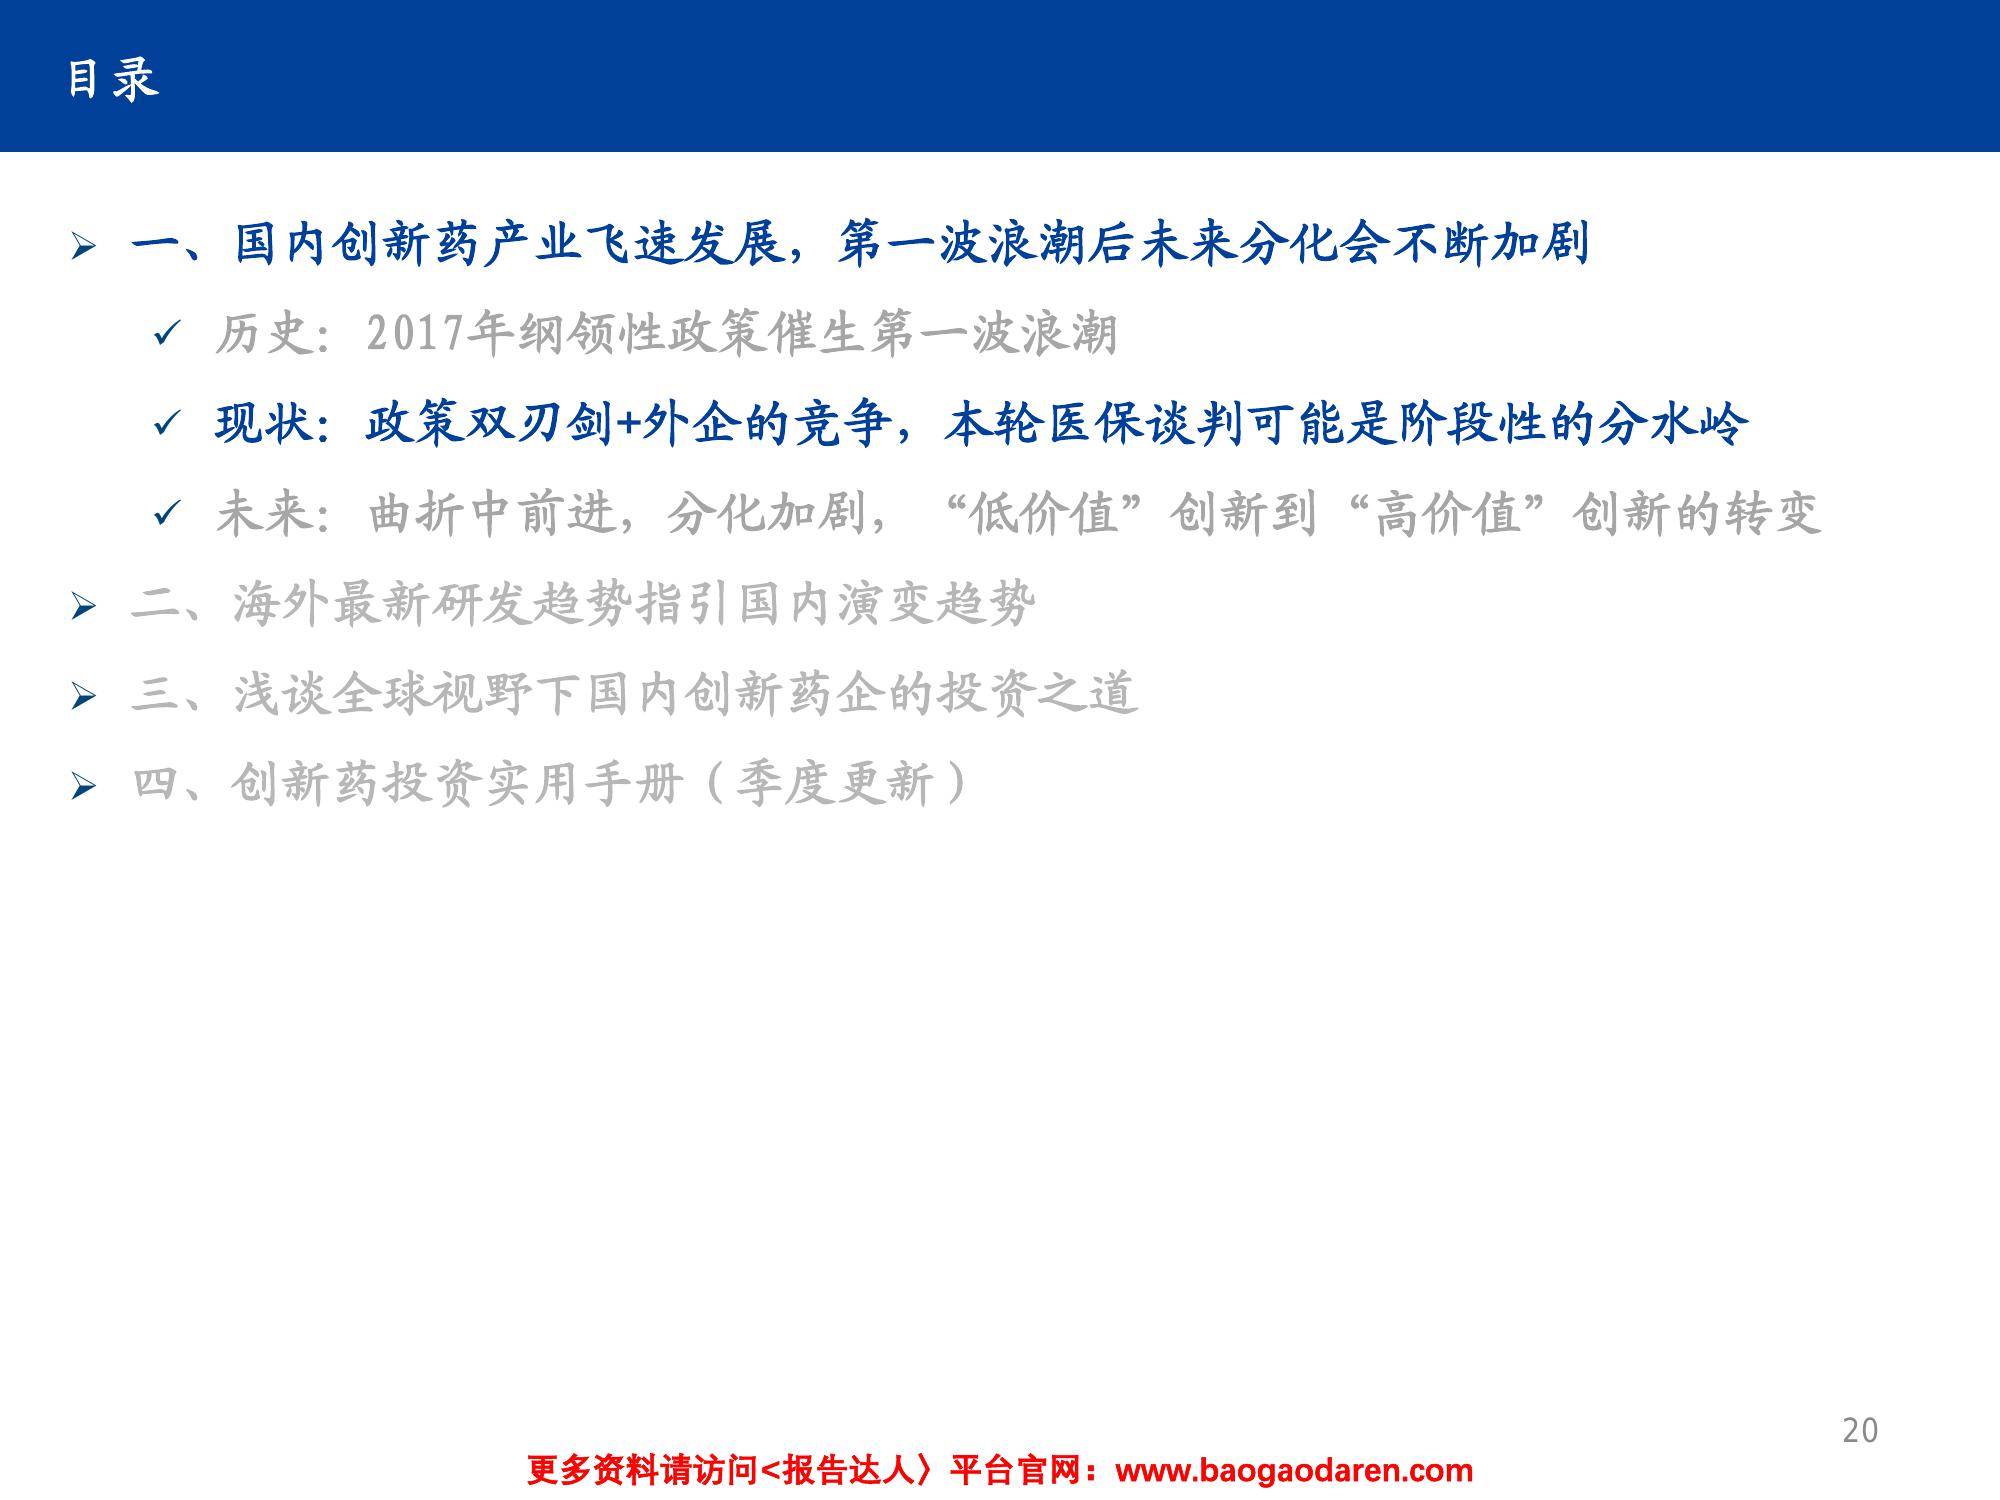 目录
一、国内创新药产业飞速发展，第一波浪潮后未来分化会不断加剧
历史：2017年纲领性政策催生第一波浪潮
现状：政策双刃剑+外企的竞争，本轮医保谈判可能是阶段性的分水岭
未来：曲折中前进，分化加剧，“低价值”创新到“高价值”创新的转变
二、海外最新研发趋势指引国内演变趋势
三、浅谈全球视野下国内创新药企的投资之道
四、创新药投资实用手册（季度更新）
20
更多资料请访问<报告达人〉平台官网：www.baogaodaren.com